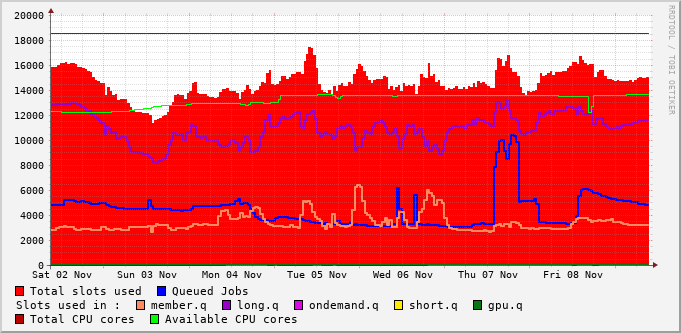 RRDTOOL / TOBI OETIKER
20000
18000
16000
14000
12000
10000
8000
6000
4000
2000
0
Sat 02 Nov Sun 03 Nov Mon 04 Nov Tue 05 Nov Wed 06 Nov Thu 07 Nov Fri 08 Nov
Total slots used Queued Jobs
Slots used in : member.q long.q ondemand.q short.q gpu.q
Total CPU cores Available CPU cores